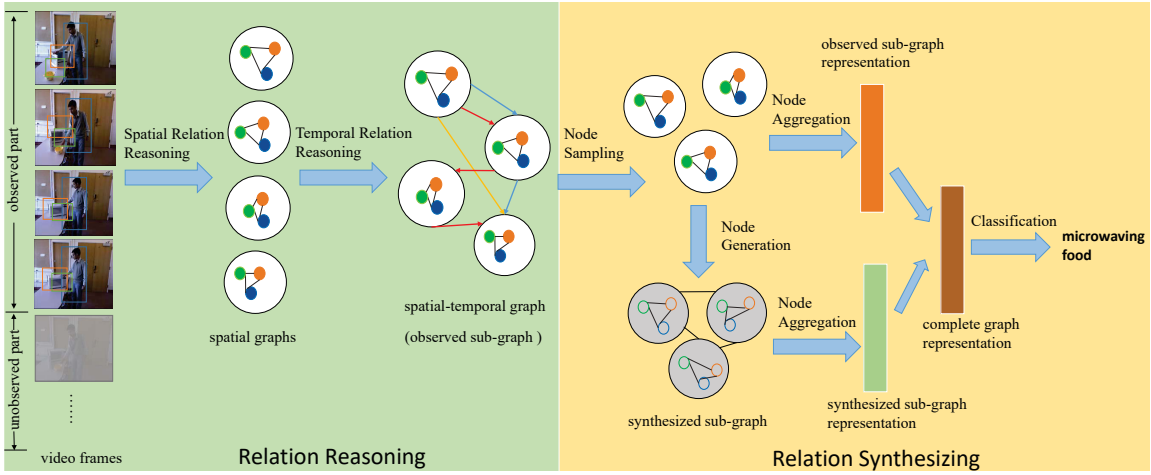 observed part
unobserved part
......
video frames
Spatial Relation
Reasoning
spatial graphs
Temporal Relation
Reasoning
spatial-temporal graph
(observed sub-graph )
Relation Reasoning
Node
Sampling
Node
Generation
synthesized sub-graph
observed sub-graph
representation
Node
Aggregation
Node
Aggregation
synthesized sub-graph
representation
complete graph
representation
Classification
microwaving
food
Relation Synthesizing